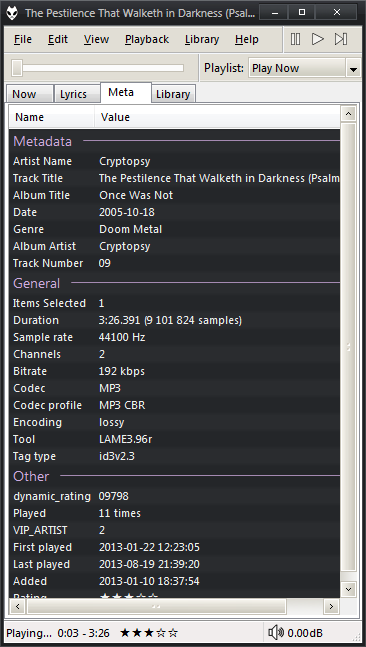 The Pestilence That Walketh in Darkness (Psal...
File Edit View Playback Library Help
Playlist: Play Now
Now Lyrics Meta Library
Name Value
Metadata
Artist Name Cryptopsy
Track Title The Pestilence That Walketh in Darkness (Psalm
Album Title Once Was Not
Date 2005-10-18
Genre Doom Metal
Album Artist Cryptopsy
Track Number 09
General
Items Selected 1
Duration 3:26.391 (9 101 824 samples)
Sample rate 44100 Hz
Channels 2
Bitrate 192 kbps
Codec MP3
Codec profile MP3 CBR
Encoding lossy
Tool LAME3.96r
Tag type id3v2.3
Other
dynamic_rating 09798
Played 11 times
VIP_ARTIST 2
First played 2013-01-22 12:23:05
Last played 2013-08-19 21:39:20
Added 2013-01-10 18:37:54
Rating ★★★☆☆
Playing... 0:03 - 3:26 ★★★☆☆ 0.00dB